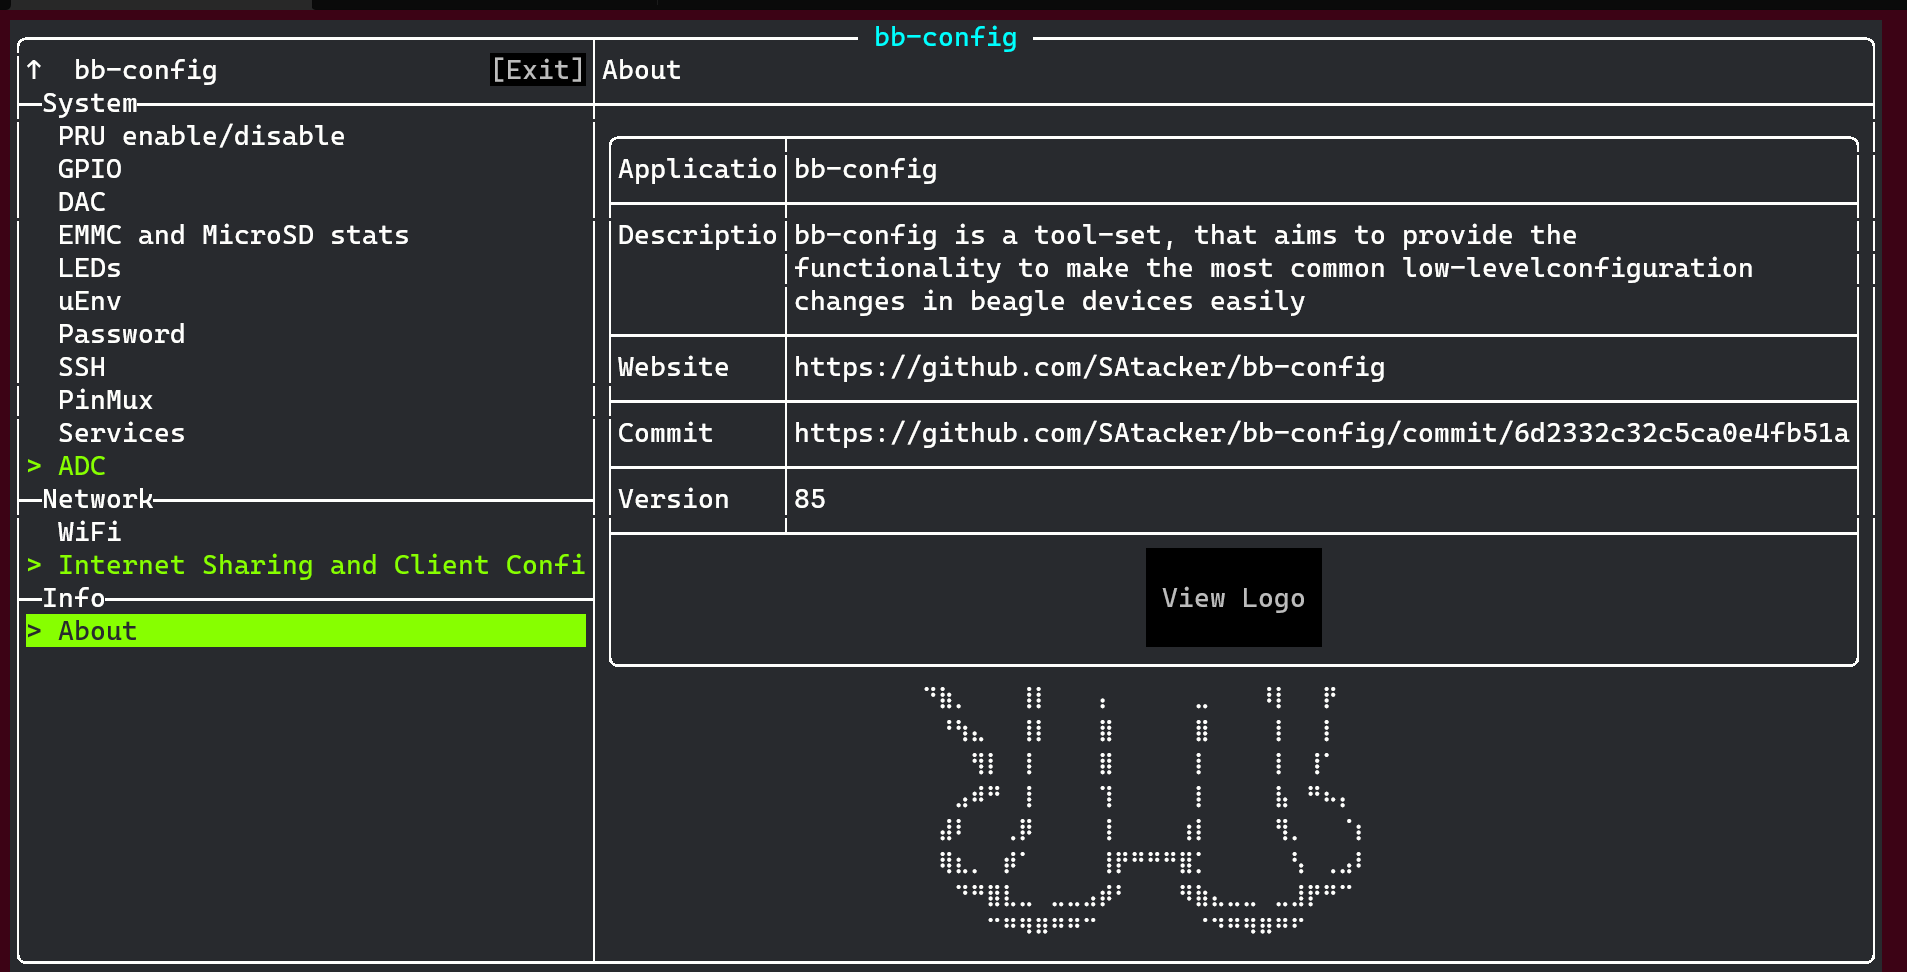 bb-config
↑ bb-config [Exit]
About
System
PRU enable/disable
GPIO
DAC
EMMC and MicroSD stats
LEDs
uEnv
Password
SSH
PinMux
Services
> ADC
Network
WiFi
> Internet Sharing and Client Confi
Info
> About
Applicatio bb-config
Descriptio bb-config is a tool-set, that aims to provide the
functionality to make the most common low-levelconfiguration
changes in beagle devices easily
Website https://github.com/SAtacker/bb-config
Commit https://github.com/SAtacker/bb-config/commit/6d2332c32c5ca0e4fb51a
Version 85
View Logo